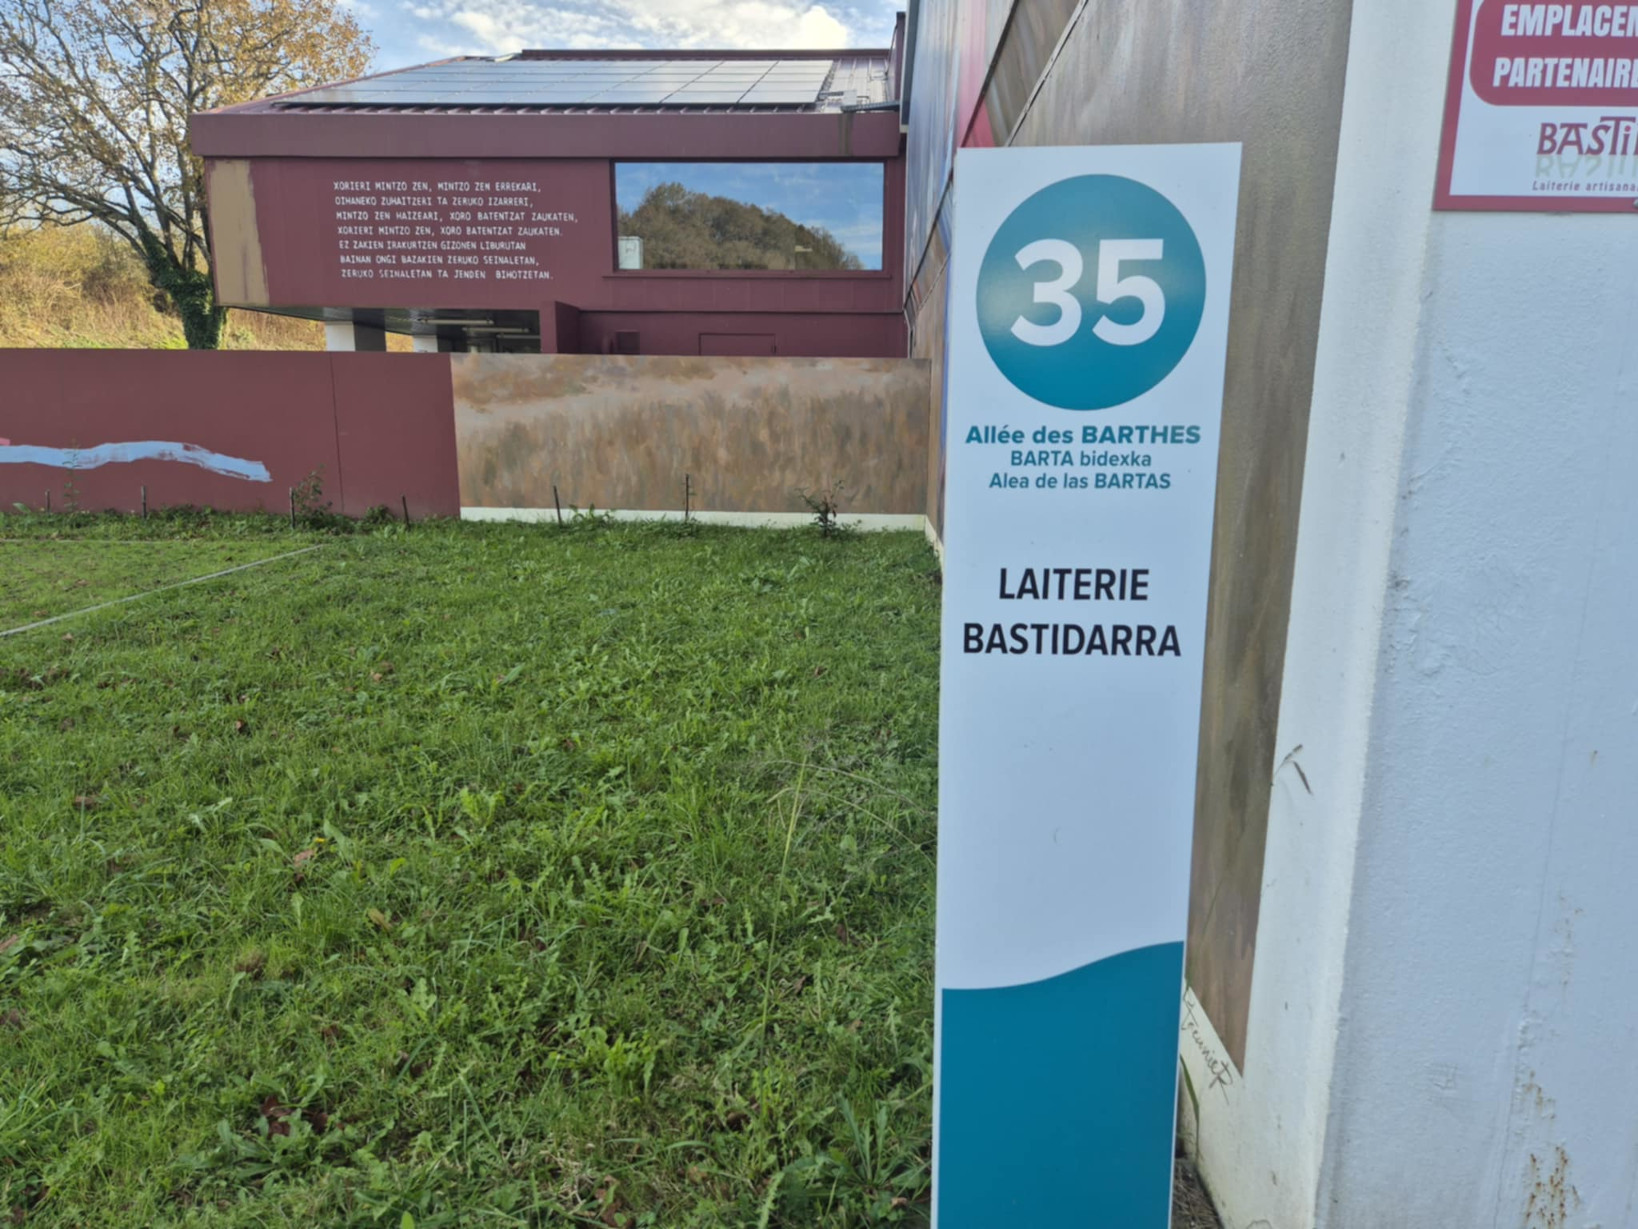 XORIERI MINTZO ZEN, MINTZO ZEN ERREKARI,
OIHANEKO ZUHAITZERI TA ZERUKO IZARRERI,
MINTZO ZEN HAIZEARI, XORO BATENTZAT ZAUKATEN,
XORIERI MINTZO ZEN, XORO BATENTZAT ZAUKATEN.
EZ ZAKIEN IRAKURTZEN GIZONEN LIBURUTAN
BAINAN ONGI BAZAKIEN ZERUKO SEINALETAN,
ZERUKO SEINALETAN TA JENDEN BIHOTZETAN.
35
Allée des BARTHES
BARTA bidexka
Alea de las BARTAS
LAITERIE
BASTIDARRA
EMPLACEM
PARTENAIRE
BASTI
Laiterie artisana